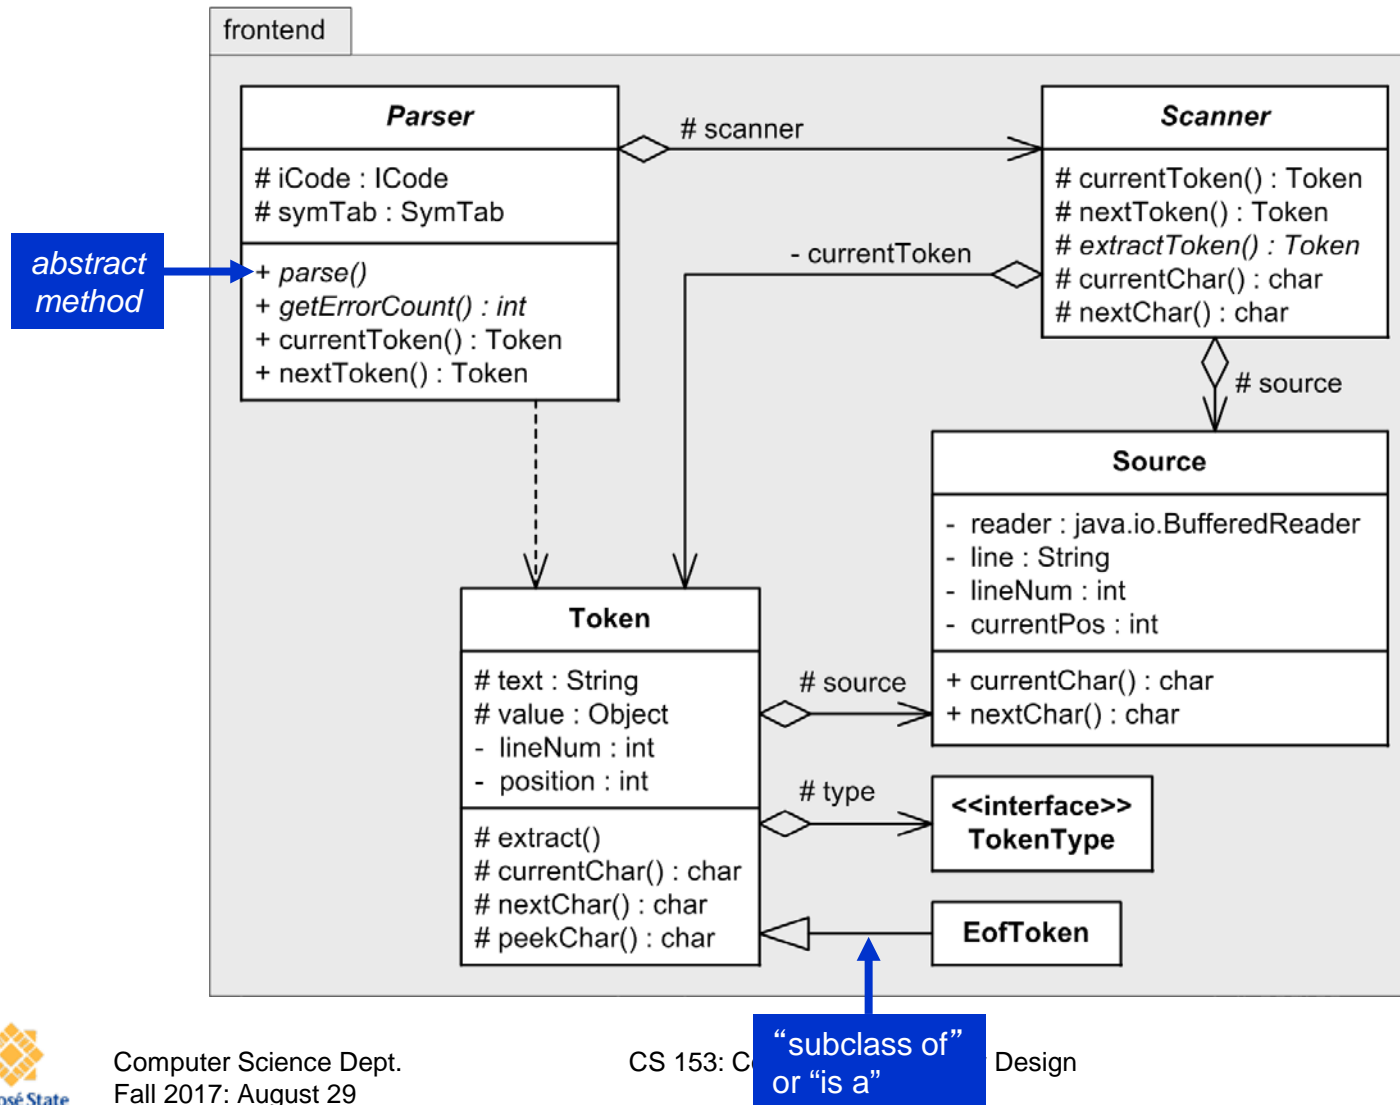 frontend
Parser
# iCode : ICode
# symTab : SymTab
+ parse()
+ getErrorCount() : int
+ currentToken() : Token
+ nextToken() : Token
abstract
method
# scanner
Scanner
# currentToken() : Token
# nextToken() : Token
# extractToken() : Token
# currentChar() : char
# nextChar() : char
- currentToken
# source
Source
- reader : java.io.BufferedReader
- line : String
- lineNum : int
- currentPos : int
+ currentChar() : char
+ nextChar() : char
Token
# text : String
# value : Object
- lineNum : int
- position : int
# extract()
# currentChar() : char
# nextChar() : char
# peekChar() : char
# source
# type
<<interface>>
TokenType
EofToken
“subclass of”
or “is a”
José State
Computer Science Dept.
Fall 2017: August 29
CS 153: Design